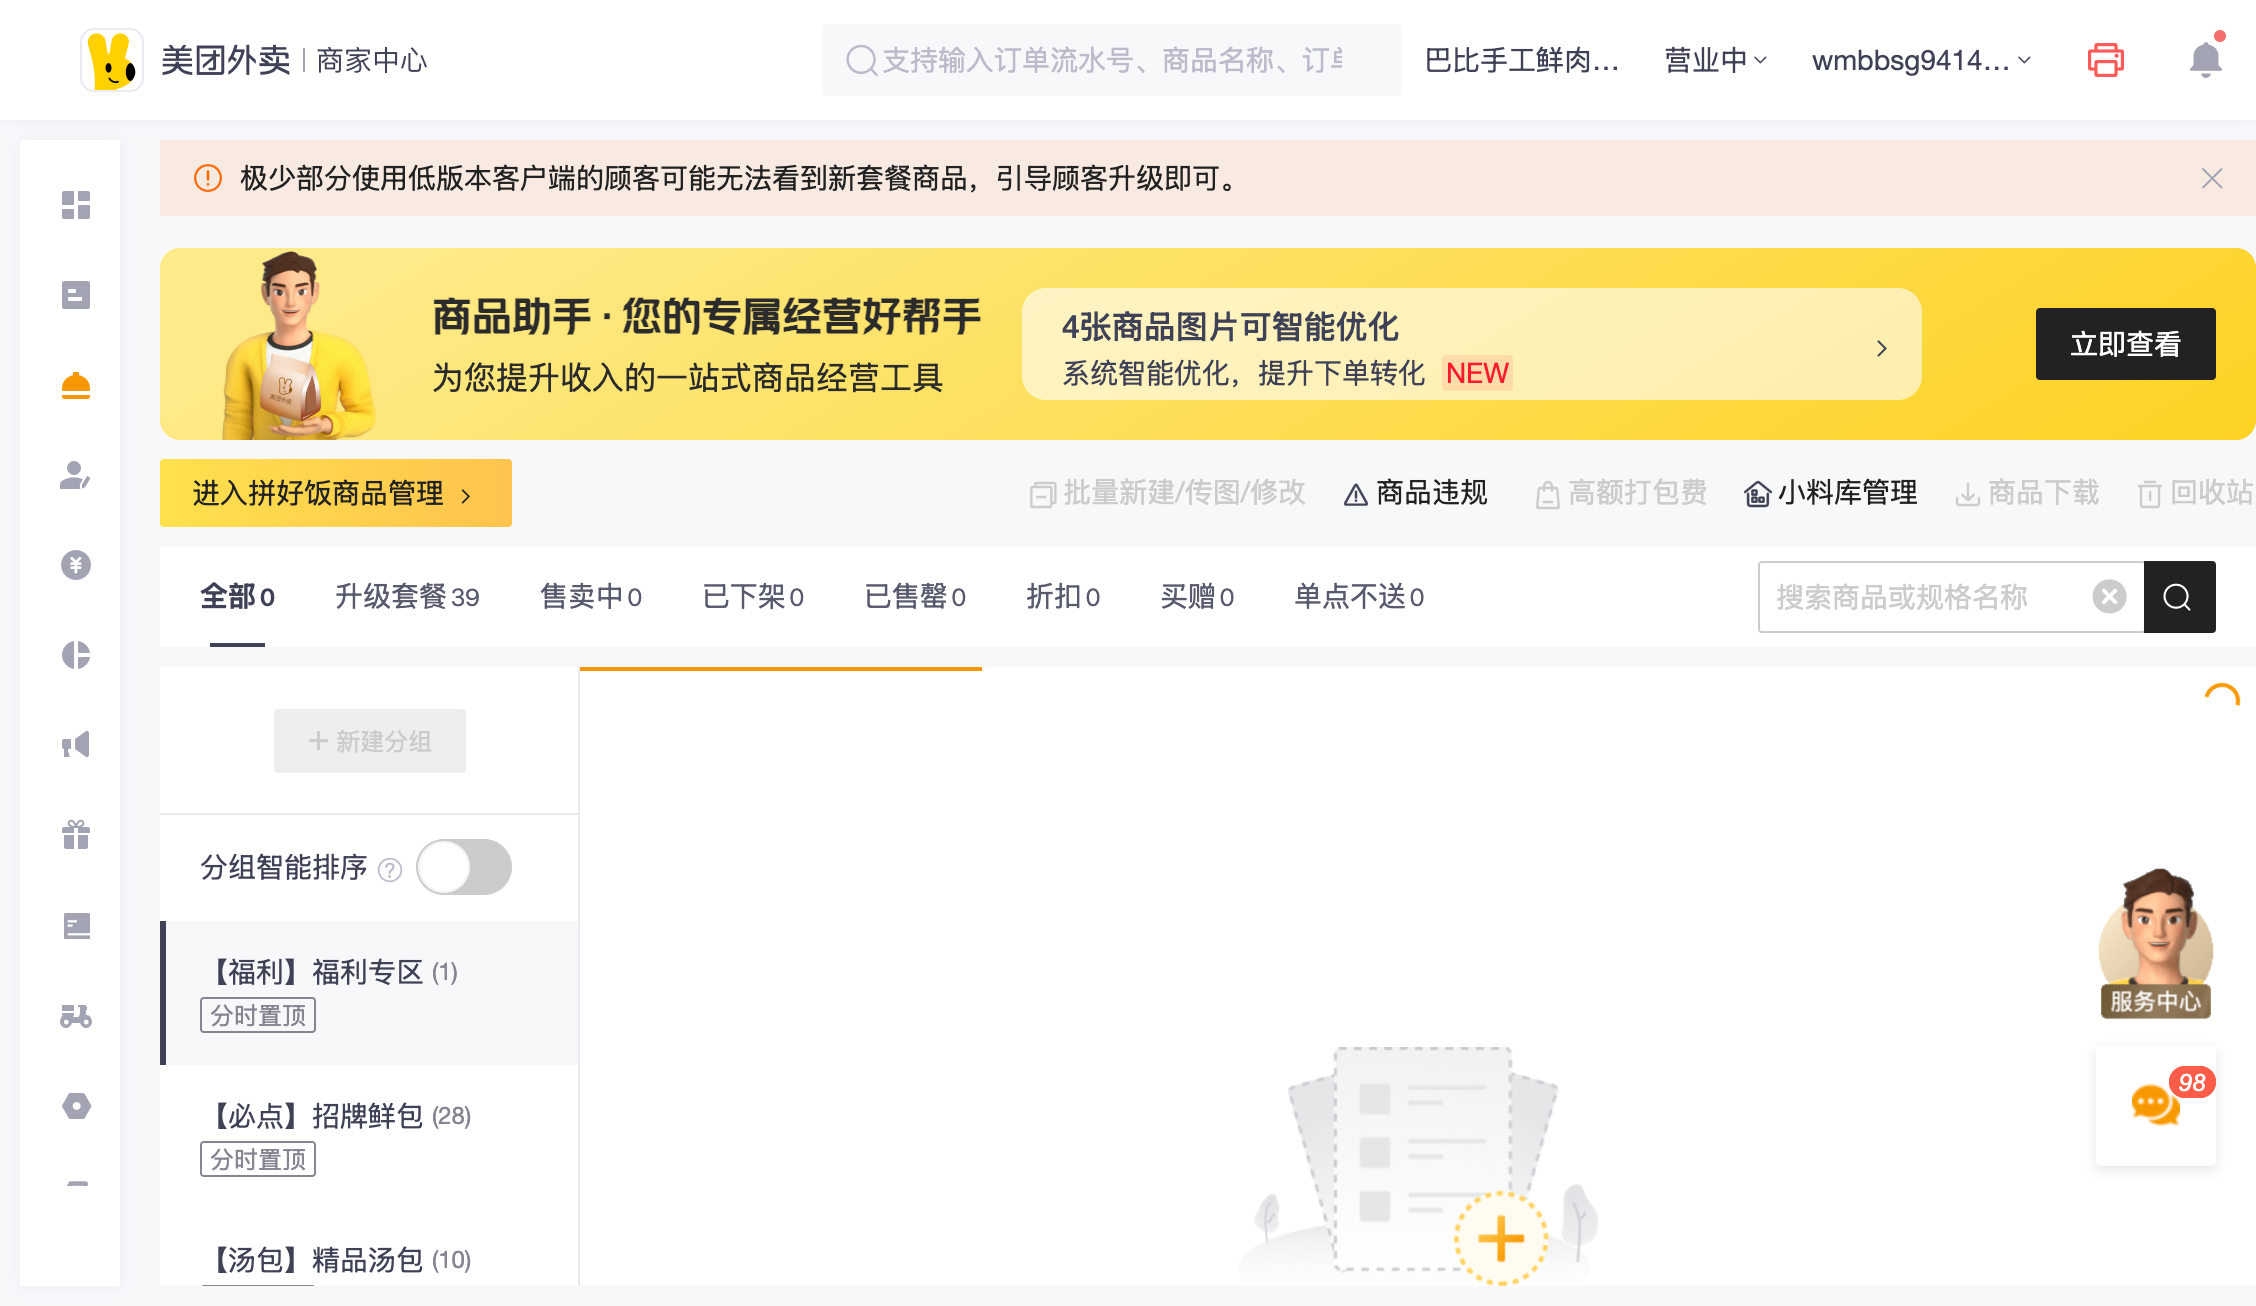 美团外卖 商家中心
支持输入订单流水号、商品名称、订
巴比手工鲜肉...
营业中
wmbbsg9414...
极少部分使用低版本客户端的顾客可能无法看到新套餐商品，引导顾客升级即可。
商品助手·您的专属经营好帮手
为您提升收入的一站式商品经营工具
美团外卖
4张商品图片可智能优化
系统智能优化，提升下单转化 NEW
立即查看
进入拼好饭商品管理
批量新建/传图/修改
商品违规
高额打包费
小料库管理
商品下载
回收站
全部 0
升级套餐 39
售卖中 0
已下架 0
已售罄 0
折扣 0
买赠 0
单点不送 0
搜索商品或规格名称
+ 新建分组
分组智能排序 ?
【福利】福利专区 (1)
分时置顶
【必点】招牌鲜包 (28)
分时置顶
【汤包】精品汤包 (10)
服务中心
98